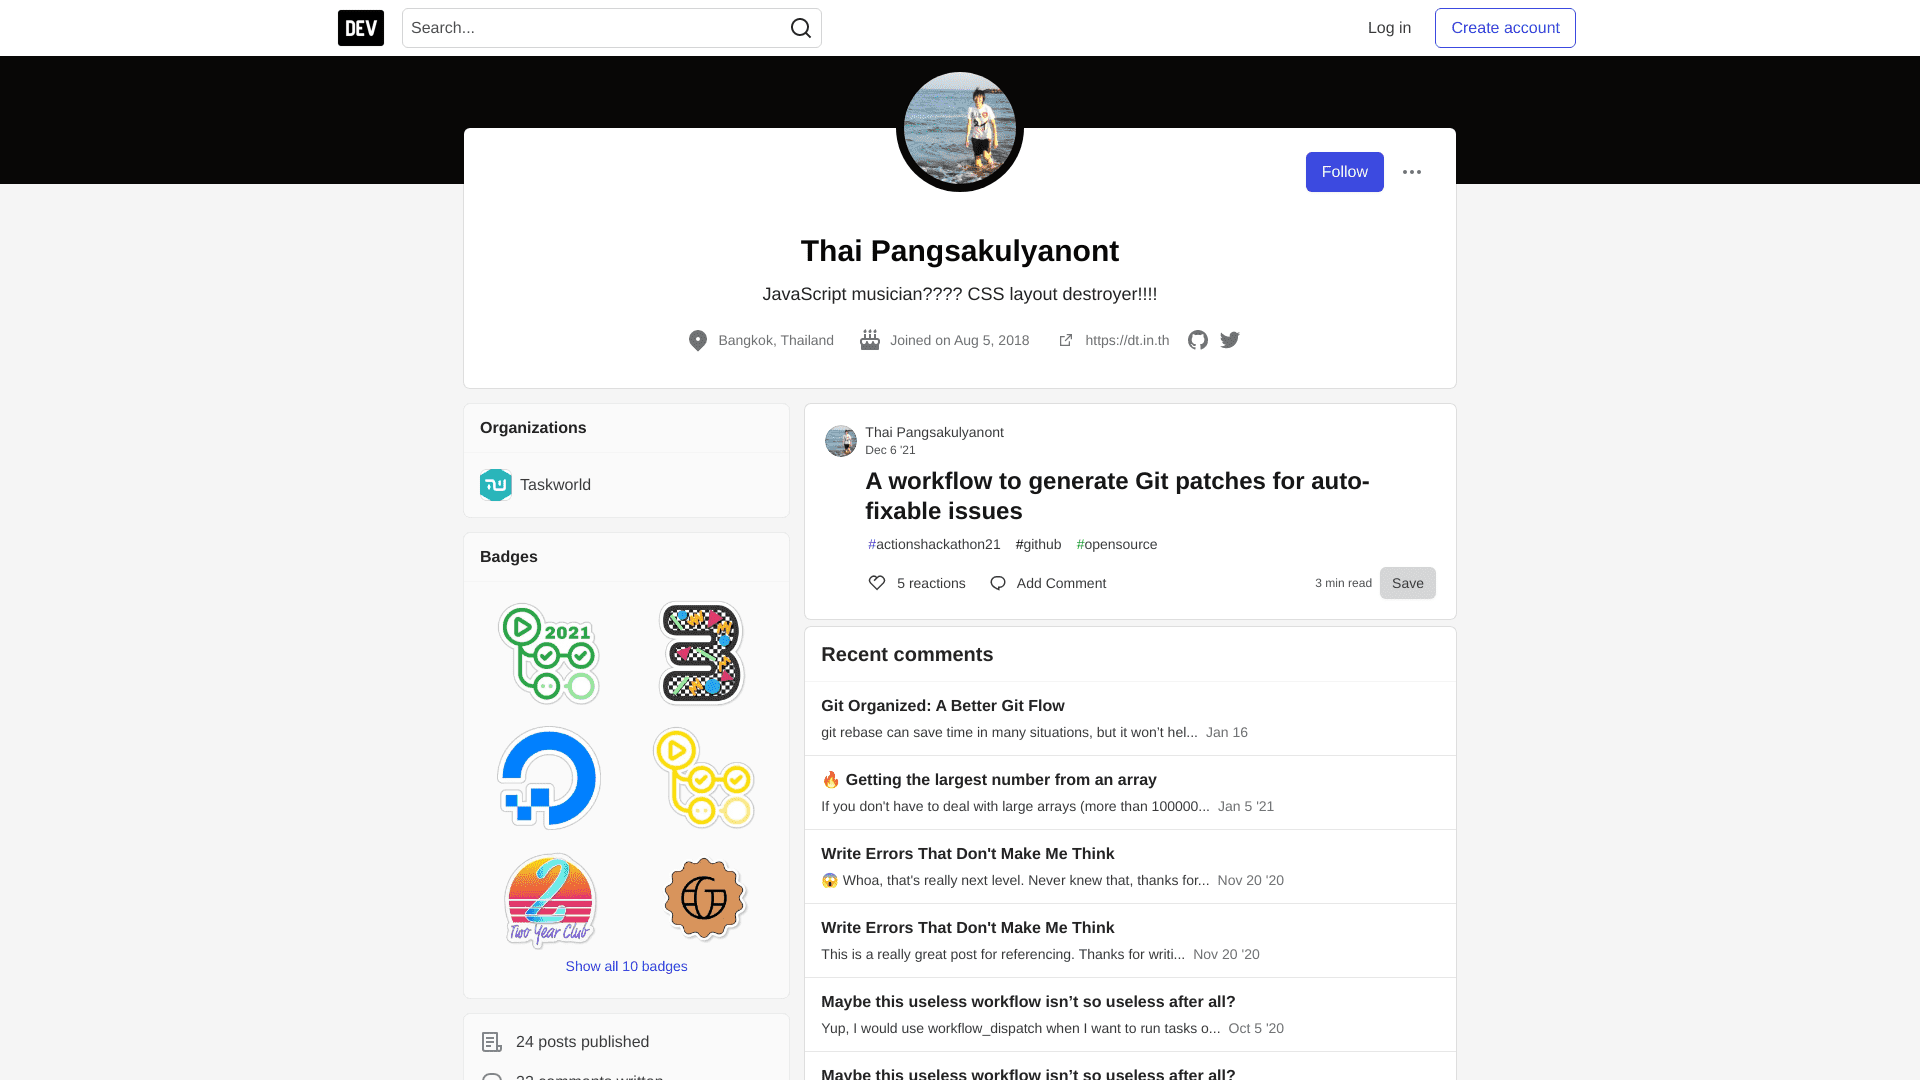 DEV
Search...
Log in
Create account
Follow
Thai Pangsakulyanont
JavaScript musician???? CSS layout destroyer!!!!
Bangkok, Thailand
Joined on Aug 5, 2018
https://dt.in.th
Organizations
Taskworld
Badges
2021
3
2
Two Year Club
Show all 10 badges
24 posts published
Thai Pangsakulyanont
Dec 6 '21
A workflow to generate Git patches for auto-
fixable issues
#actionshackathon21 #github #opensource
5 reactions
Add Comment
3 min read
Save
Recent comments
Git Organized: A Better Git Flow
git rebase can save time in many situations, but it won’t hel... Jan 16
🔥 Getting the largest number from an array
If you don't have to deal with large arrays (more than 100000... Jan 5 '21
Write Errors That Don't Make Me Think
😱 Whoa, that's really next level. Never knew that, thanks for... Nov 20 '20
Write Errors That Don't Make Me Think
This is a really great post for referencing. Thanks for writi... Nov 20 '20
Maybe this useless workflow isn’t so useless after all?
Yup, I would use workflow_dispatch when I want to run tasks o... Oct 5 '20
Maybe this useless workflow isn’t so useless after all?